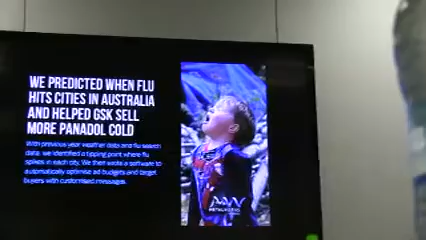 WE PREDICTED WHEN FLU
HITS CITIES IN AUSTRALIA
AND HELPED GSK SELL
MORE PANADOL COLD
With previous year weather data and flu search
data, we identified a tipping point where flu
spikes in each city. We then wrote a software to
automatically optimise ad budgets and target
buyers with customised messages.